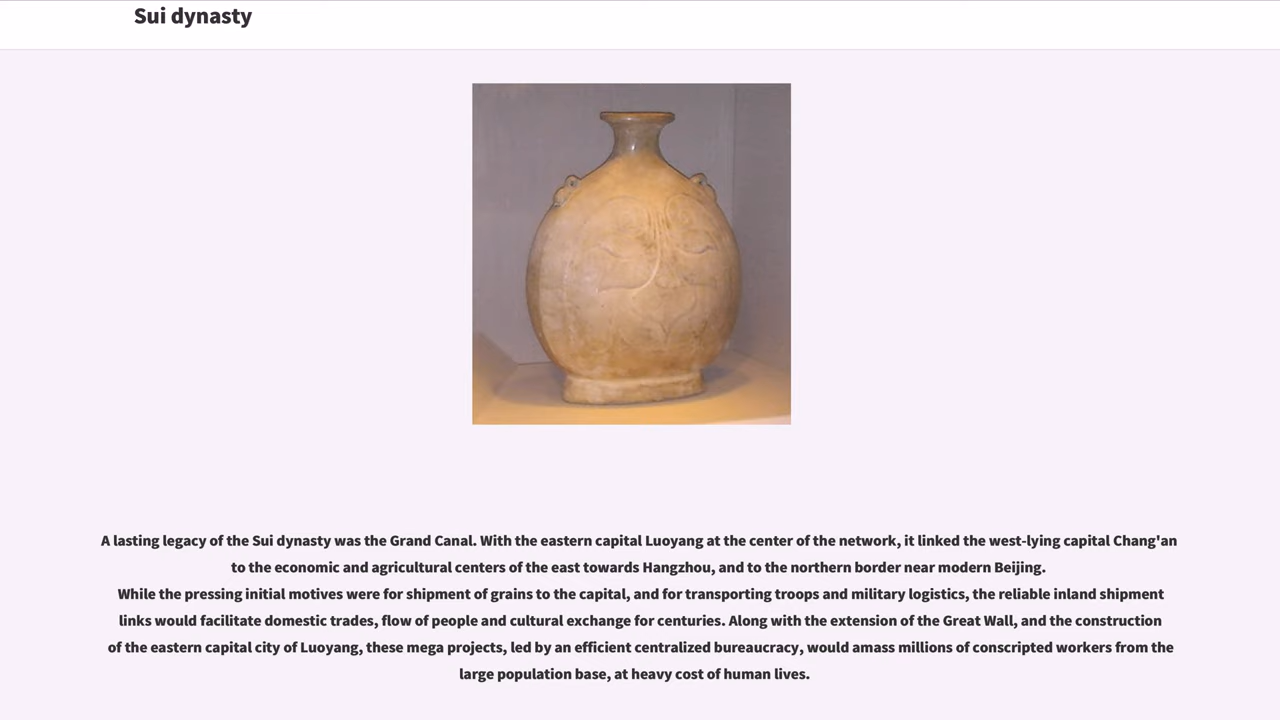 Sui dynasty
A lasting legacy of the Sui dynasty was the Grand Canal. With the eastern capital Luoyang at the center of the network, it linked the west-lying capital Chang'an
to the economic and agricultural centers of the east towards Hangzhou, and to the northern border near modern Beijing.
While the pressing initial motives were for shipment of grains to the capital, and for transporting troops and military logistics, the reliable inland shipment
links would facilitate domestic trades, flow of people and cultural exchange for centuries. Along with the extension of the Great Wall, and the construction
of the eastern capital city of Luoyang, these mega projects, led by an efficient centralized bureaucracy, would amass millions of conscripted workers from the
large population base, at heavy cost of human lives.